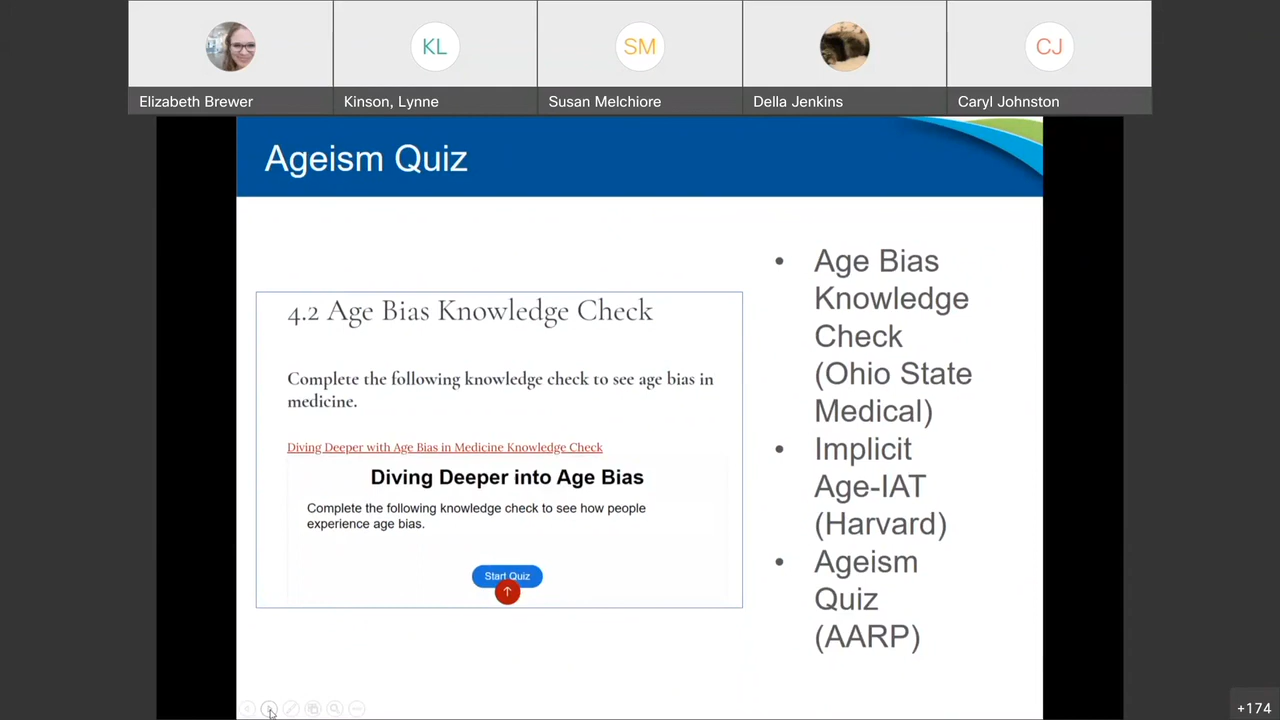 KL
SM
CJ
Elizabeth Brewer
Kinson, Lynne
Susan Melchiore
Della Jenkins
Caryl Johnston
Ageism Quiz
4.2 Age Bias Knowledge Check
Complete the following knowledge check to see age bias in
medicine.
Diving Deeper with Age Bias in Medicine Knowledge Check
Diving Deeper into Age Bias
Complete the following knowledge check to see how people
experience age bias.
Start Quiz
• Age Bias
Knowledge
Check
(Ohio State
Medical)
• Implicit
Age-IAT
(Harvard)
• Ageism
Quiz
(AARP)
+174